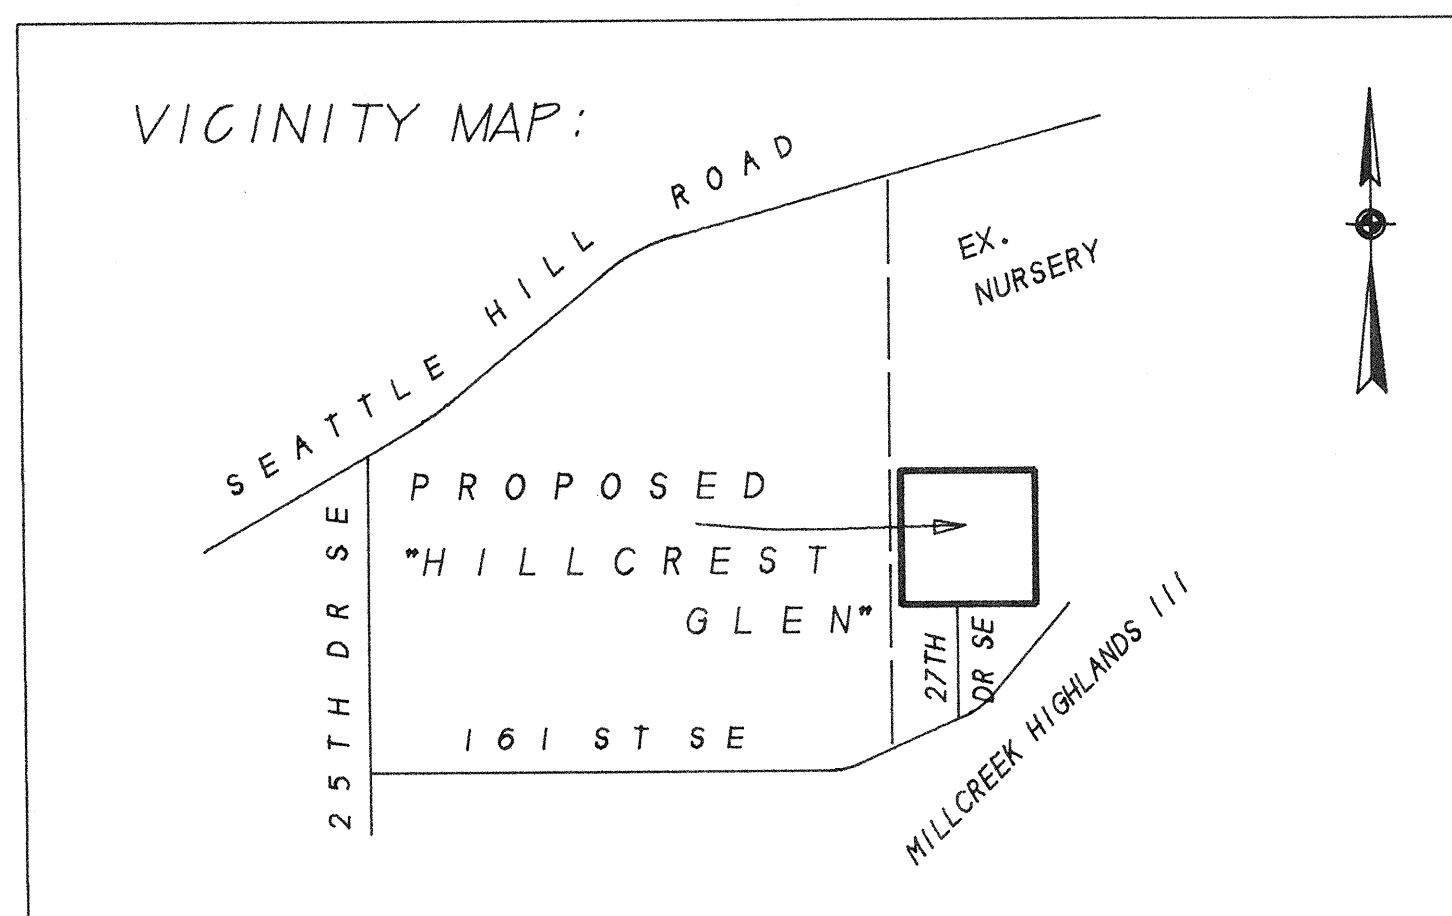 VICINITY MAP:
SEATTLE HILL ROAD
EX.
NURSERY
PROPOSED
"HILLCREST
GLEN"
25TH DR SE
27TH
DR SE
161 ST SE
MILLCREEK HIGHLANDS III